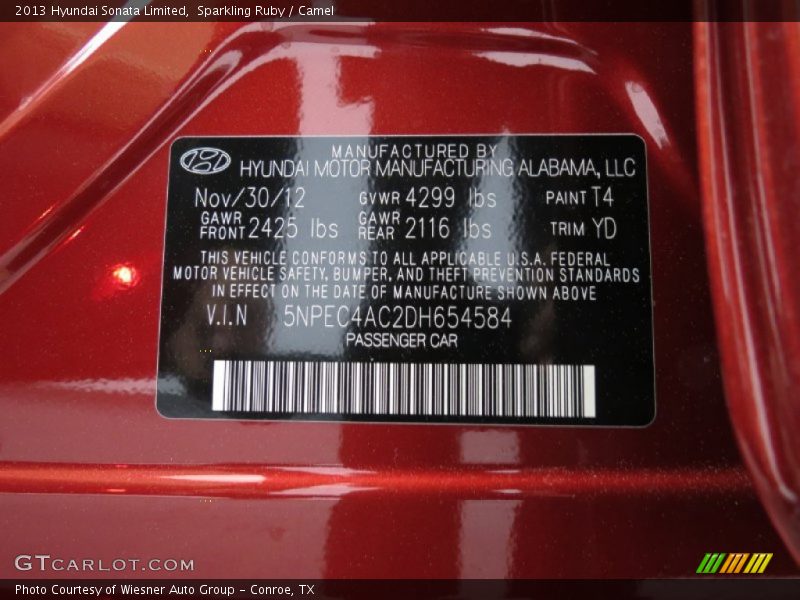 2013 Hyundai Sonata Limited,  Sparkling Ruby / Camel
MANUFACTURED BY
HYUNDAI MOTOR MANUFACTURING ALABAMA, LLC
Nov/30/12 GVWR 4299 lbs PAINT T4
GAWR FRONT 2425 lbs GAWR REAR 2116 lbs TRIM YD
THIS VEHICLE CONFORMS TO ALL APPLICABLE U.S.A. FEDERAL
MOTOR VEHICLE SAFETY, BUMPER, AND THEFT PREVENTION STANDARDS
IN EFFECT ON THE DATE OF MANUFACTURE SHOWN ABOVE
V.I.N 5NPEC4AC2DH654584
PASSENGER CAR
GTCARLOT.COM
Photo Courtesy of Wiesner Auto Group - Conroe, TX